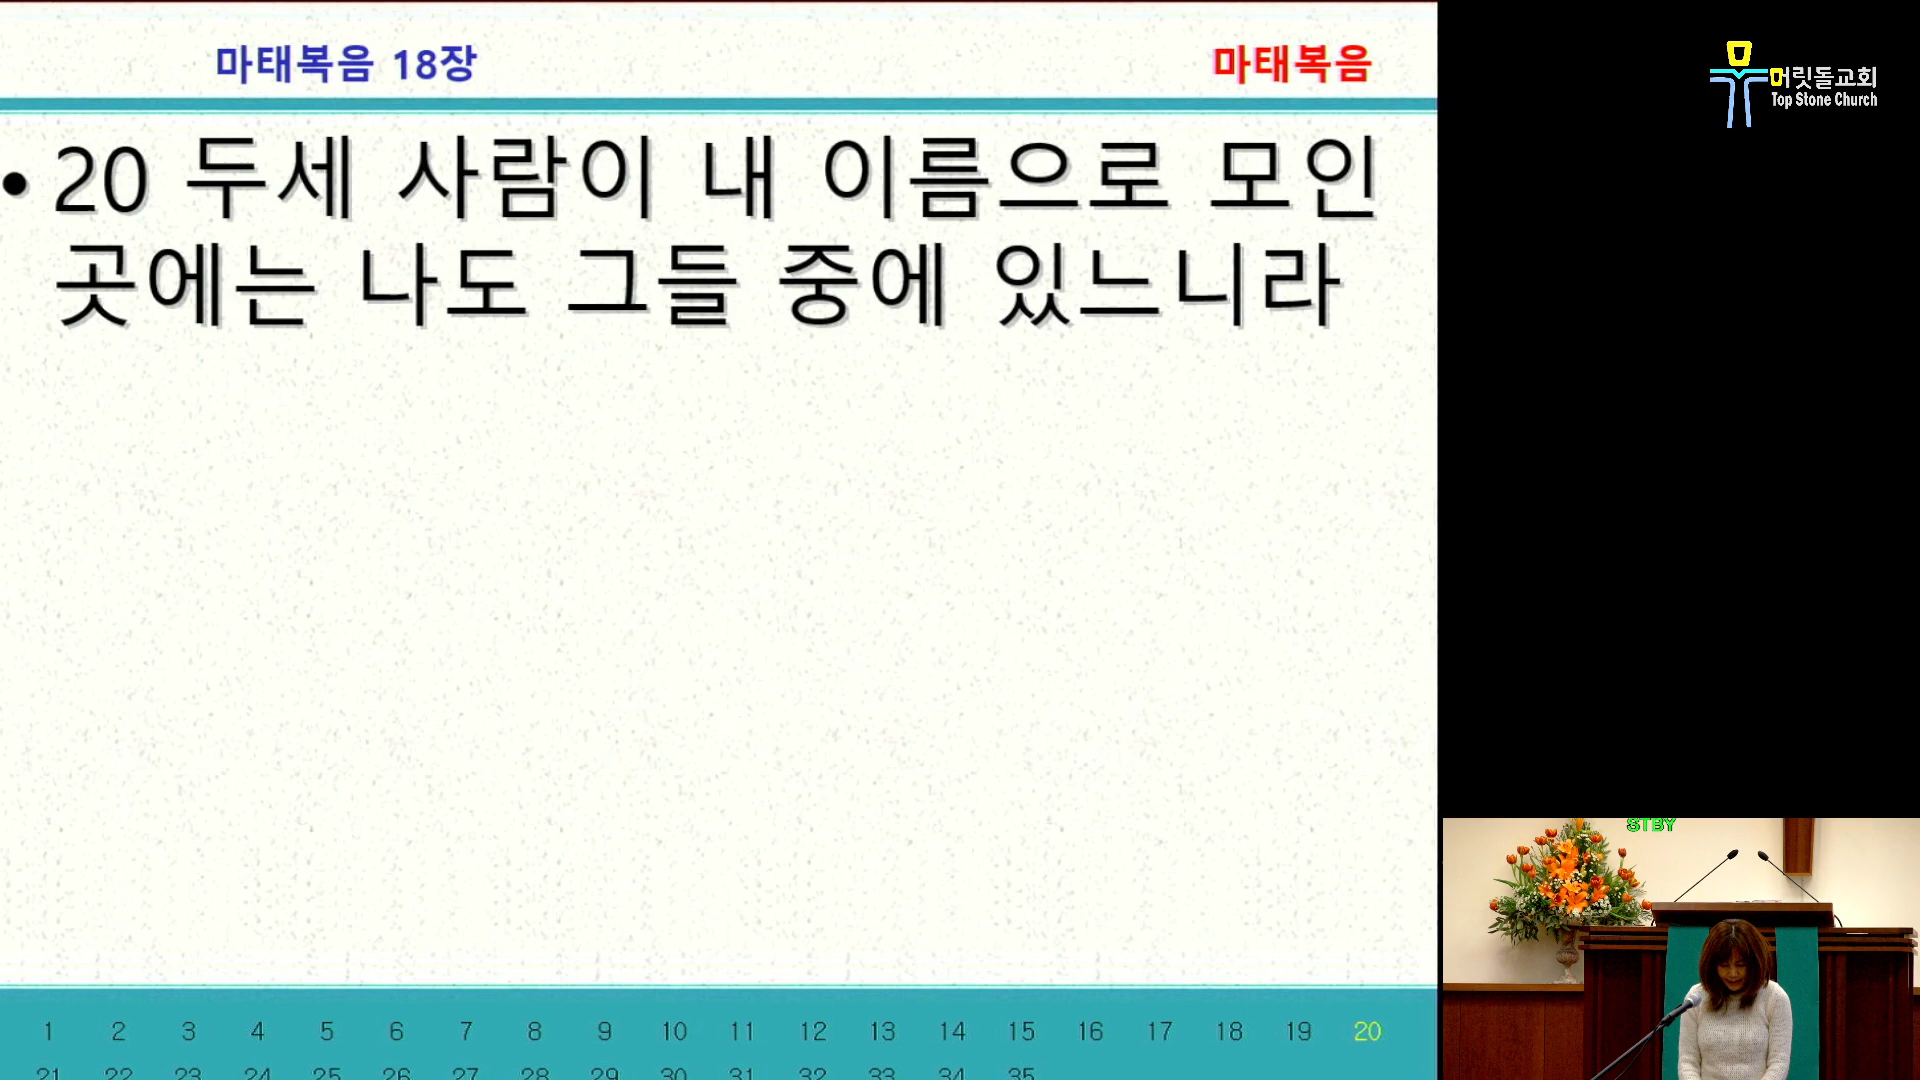 마태복음 18장
마태복음
• 20 두세 사람이 내 이름으로 모인
곳에는 나도 그들 중에 있느니라
1 2 3 4 5 6 7 8 9 10 11 12 13 14 15 16 17 18 19 20
21 22 23 24 25 26 27 28 29 30 31 32 33 34 35
머릿돌교회
Top Stone Church
STBY